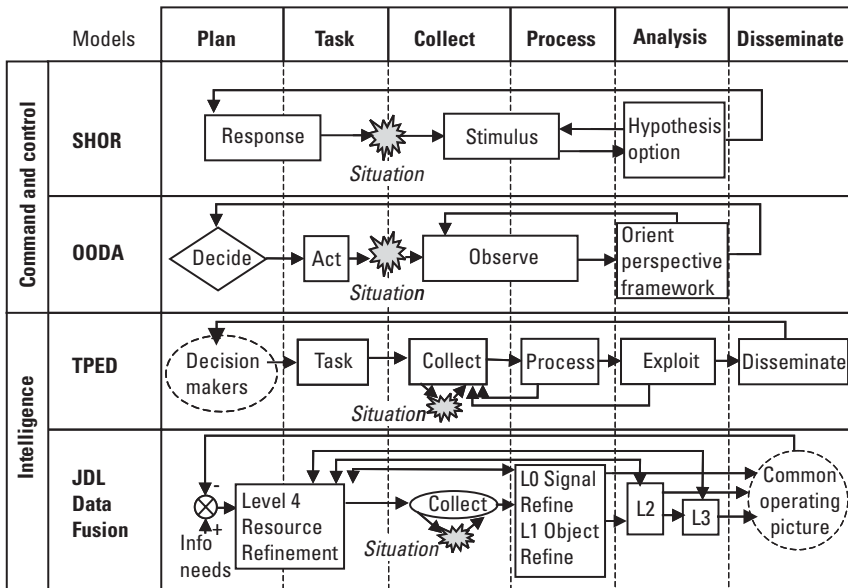 Models
Plan
Task
Collect
Process
Analysis
Disseminate
Command and control
SHOR
Response
Situation
Stimulus
Hypothesis
option
OODA
Decide
Act
Situation
Observe
Orient
perspective
framework
Intelligence
TPED
Decision
makers
Task
Collect
Situation
Process
Exploit
Disseminate
JDL
Data
Fusion
-
+
Info
needs
Level 4
Resource
Refinement
Collect
Situation
L0 Signal
Refine
L1 Object
Refine
L2
L3
Common
operating
picture